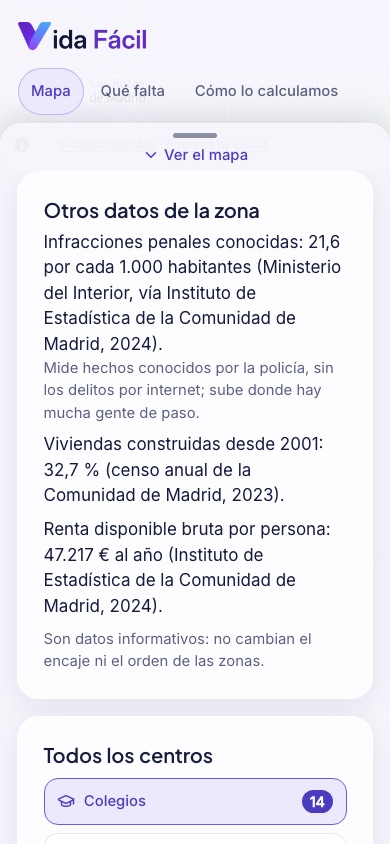 Vida Fácil
Mapa
Qué falta
Cómo lo calculamos
Ver el mapa
Otros datos de la zona
Infracciones penales conocidas: 21,6
por cada 1.000 habitantes (Ministerio
del Interior, vía Instituto de
Estadística de la Comunidad de
Madrid, 2024).
Mide hechos conocidos por la policía, sin
los delitos por internet; sube donde hay
mucha gente de paso.
Viviendas construidas desde 2001:
32,7 % (censo anual de la
Comunidad de Madrid, 2023).
Renta disponible bruta por persona:
47.217 € al año (Instituto de
Estadística de la Comunidad de
Madrid, 2024).
Son datos informativos: no cambian el
encaje ni el orden de las zonas.
Todos los centros
Colegios
14